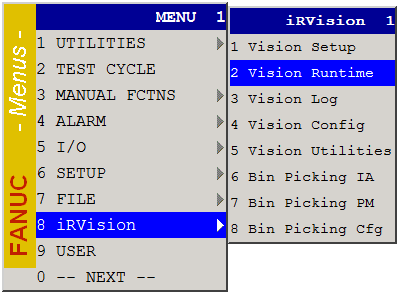 FANUC - Menus -
MENU 1
1 UTILITIES
2 TEST CYCLE
3 MANUAL FCTNS
4 ALARM
5 I/O
6 SETUP
7 FILE
8 iRVision
9 USER
0 -- NEXT --
iRVision 1
1 Vision Setup
2 Vision Runtime
3 Vision Log
4 Vision Config
5 Vision Utilities
6 Bin Picking IA
7 Bin Picking PM
8 Bin Picking Cfg